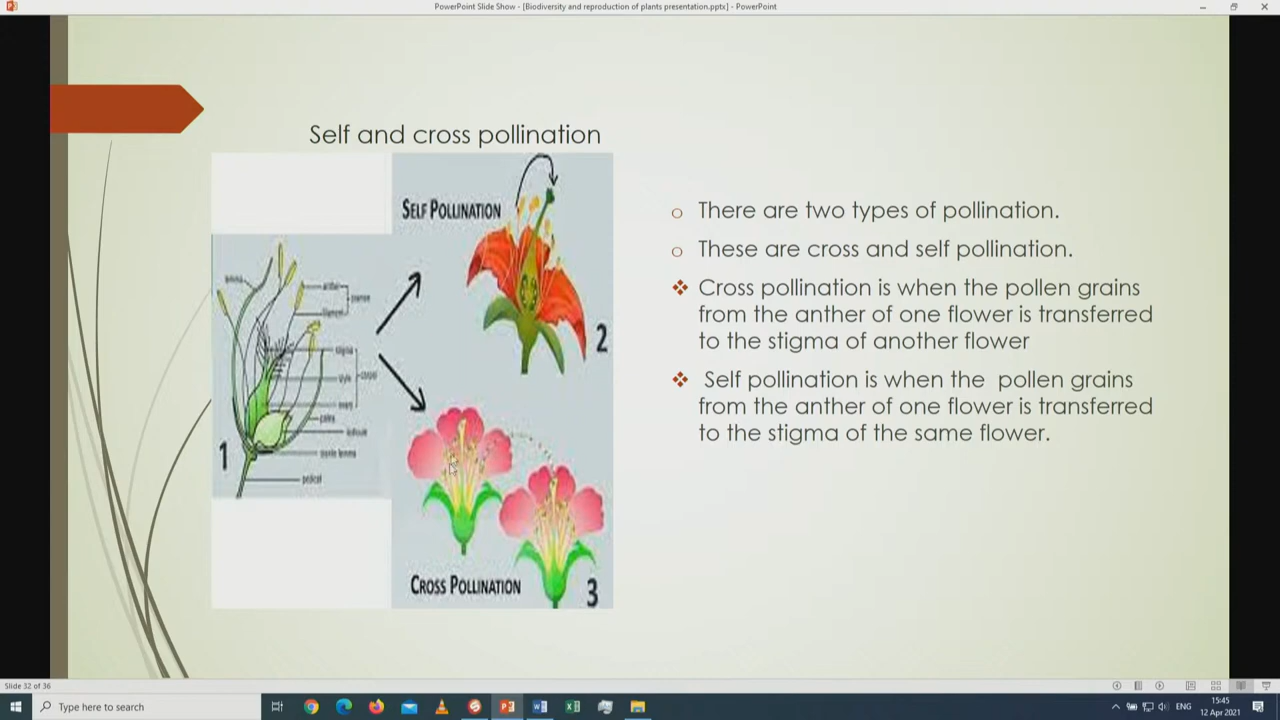 PowerPoint Slide Show - [Biodiversity and reproduction of plants presentation.pptx] - PowerPoint
Self and cross pollination
SELF POLLINATION
2
1
CROSS POLLINATION
3
stigma
style
ovary
pedicel
There are two types of pollination.
These are cross and self pollination.
Cross pollination is when the pollen grains
from the anther of one flower is transferred
to the stigma of another flower
Self pollination is when the pollen grains
from the anther of one flower is transferred
to the stigma of the same flower.
Slide 32 of 36
Type here to search
ENG
15:45
12 Apr 2021